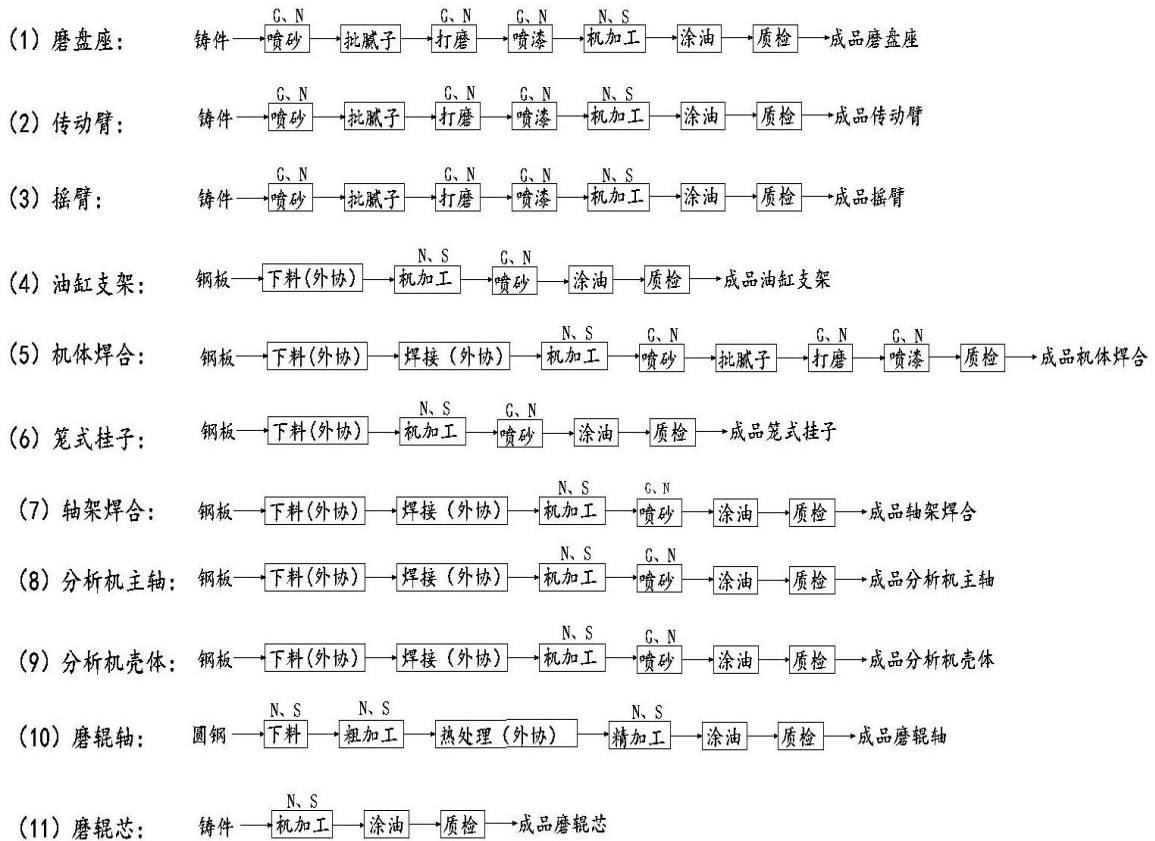 G、N G、N G、N N、S
(1) 磨盘座: 铸件 喷砂 批腻子 打磨 喷漆 机加工 涂油 质检 成品磨盘座
G、N G、N G、N N、S
(2) 传动臂: 铸件 喷砂 批腻子 打磨 喷漆 机加工 涂油 质检 成品传动臂
G、N G、N G、N N、S
(3) 摇臂: 铸件 喷砂 批腻子 打磨 喷漆 机加工 涂油 质检 成品摇臂
N、S G、N
(4) 油缸支架: 钢板 下料(外协) 机加工 喷砂 涂油 质检 成品油缸支架
N、S G、N G、N G、N
(5) 机体焊合: 钢板 下料(外协) 焊接（外协) 机加工 喷砂 批腻子 打磨 喷漆 质检 成品机体焊合
N、S G、N
(6) 笼式挂子: 钢板 下料(外协) 机加工 喷砂 涂油 质检 成品笼式挂子
N、S G、N
(7) 轴架焊合: 钢板 下料(外协) 焊接（外协) 机加工 喷砂 涂油 质检 成品轴架焊合
N、S G、N
(8) 分析机主轴: 钢板 下料(外协) 焊接（外协) 机加工 喷砂 涂油 质检 成品分析机主轴
N、S G、N
(9) 分析机壳体: 钢板 下料(外协) 焊接（外协) 机加工 喷砂 涂油 质检 成品分析机壳体
N、S N、S N、S
(10) 磨辊轴: 圆钢 下料 粗加工 热处理（外协) 精加工 涂油 质检 成品磨辊轴
N、S
(11) 磨辊芯: 铸件 机加工 涂油 质检 成品磨辊芯